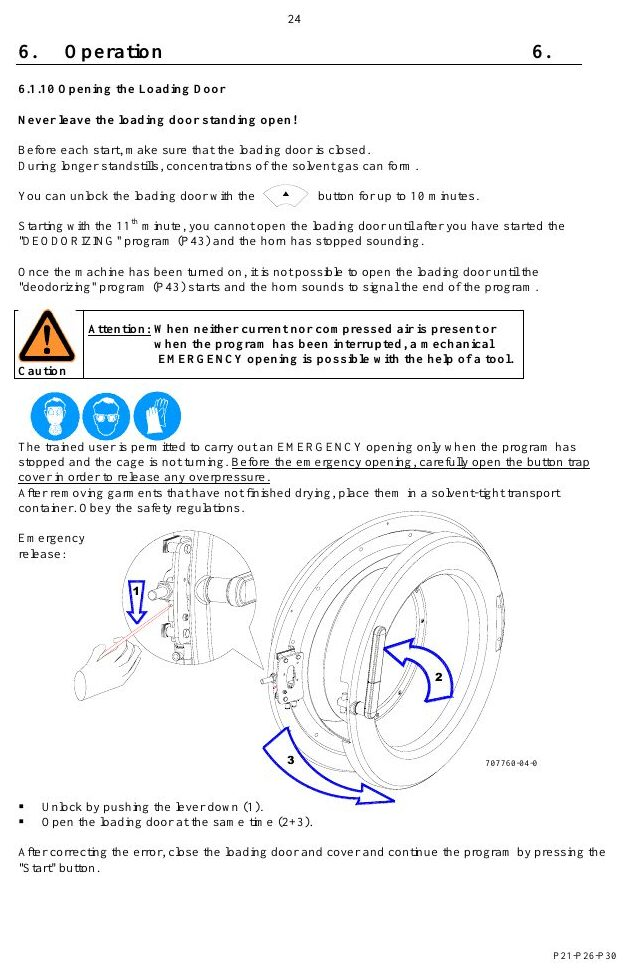 24
6. Operation 6.
6.1.10 Opening the Loading Door
Never leave the loading door standing open!
Before each start, make sure that the loading door is closed.
During longer standstills, concentrations of the solvent gas can form.
You can unlock the loading door with the ▲ button for up to 10 minutes.
Starting with the 11th minute, you cannot open the loading door until after you have started the
"DEODORIZING" program (P43) and the horn has stopped sounding.
Once the machine has been turned on, it is not possible to open the loading door until the
"deodorizing" program (P43) starts and the horn sounds to signal the end of the program.
Attention: When neither current nor compressed air is present or
when the program has been interrupted, a mechanical
EMERGENCY opening is possible with the help of a tool.
Caution
The trained user is permitted to carry out an EMERGENCY opening only when the program has
stopped and the cage is not turning. Before the emergency opening, carefully open the button trap
cover in order to release any overpressure.
After removing garments that have not finished drying, place them in a solvent-tight transport
container. Obey the safety regulations.
Emergency
release:
1
2
3
707760-04-0
▪ Unlock by pushing the lever down (1).
▪ Open the loading door at the same time (2+3).
After correcting the error, close the loading door and cover and continue the program by pressing the
"Start" button.
P21-P26-P30